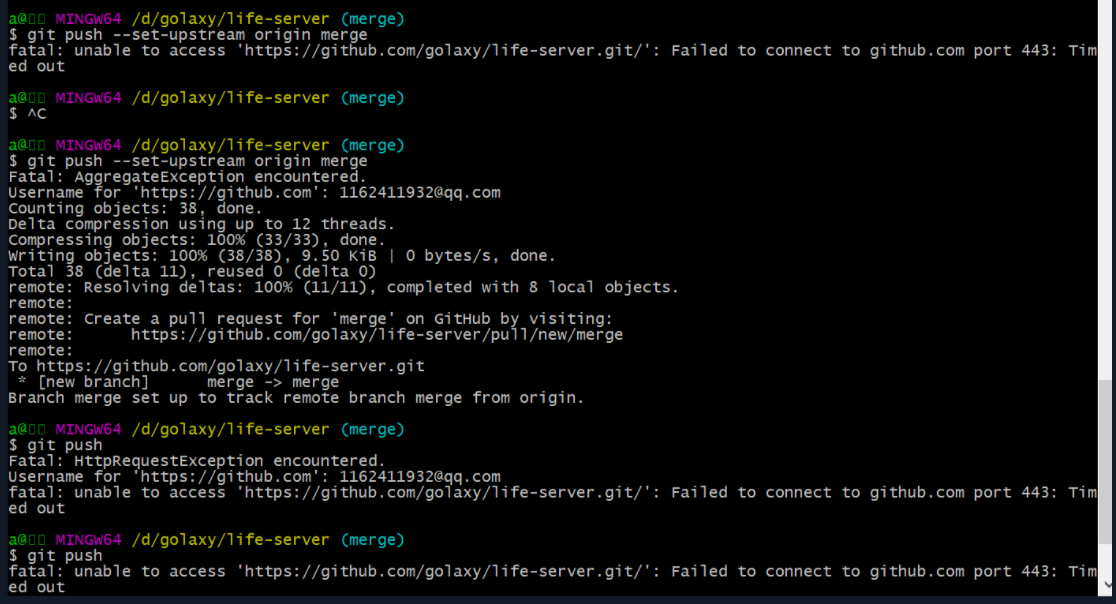 a@ MINGW64 /d/golaxy/life-server (merge)
$ git push --set-upstream origin merge
fatal: unable to access 'https://github.com/golaxy/life-server.git/': Failed to connect to github.com port 443: Tim
ed out
a@ MINGW64 /d/golaxy/life-server (merge)
$ ^C
a@ MINGW64 /d/golaxy/life-server (merge)
$ git push --set-upstream origin merge
Fatal: AggregateException encountered.
Username for 'https://github.com': 1162411932@qq.com
Counting objects: 38, done.
Delta compression using up to 12 threads.
Compressing objects: 100% (33/33), done.
Writing objects: 100% (38/38), 9.50 KiB | 0 bytes/s, done.
Total 38 (delta 11), reused 0 (delta 0)
remote: Resolving deltas: 100% (11/11), completed with 8 local objects.
remote:
remote: Create a pull request for 'merge' on GitHub by visiting:
remote:      https://github.com/golaxy/life-server/pull/new/merge
remote:
To https://github.com/golaxy/life-server.git
 * [new branch]      merge -> merge
Branch merge set up to track remote branch merge from origin.
a@ MINGW64 /d/golaxy/life-server (merge)
$ git push
Fatal: HttpRequestException encountered.
Username for 'https://github.com': 1162411932@qq.com
fatal: unable to access 'https://github.com/golaxy/life-server.git/': Failed to connect to github.com port 443: Tim
ed out
a@ MINGW64 /d/golaxy/life-server (merge)
$ git push
fatal: unable to access 'https://github.com/golaxy/life-server.git/': Failed to connect to github.com port 443: Tim
ed out